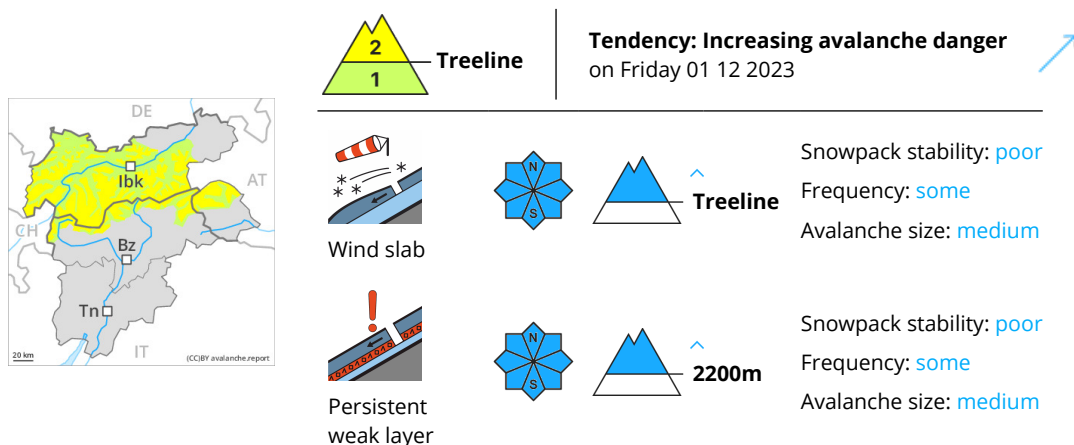 2
Treeline
1
Tendency: Increasing avalanche danger
on Friday 01 12 2023
DE
Ibk
AT
CH
Bz
Tn
IT
20 km
(CC)BY avalanche.report
N
S
Treeline
Snowpack stability: poor
Frequency: some
Avalanche size: medium
Wind slab
N
S
2200m
Snowpack stability: poor
Frequency: some
Avalanche size: medium
Persistent
weak layer